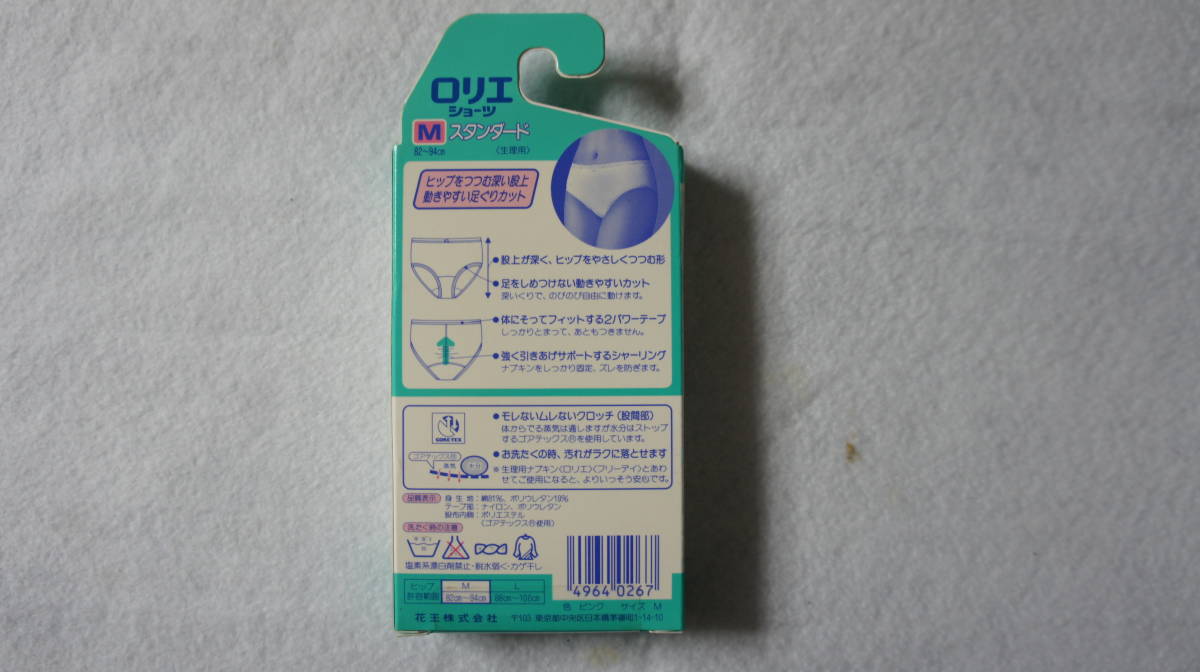 ロリエ
ショーツ
M スタンダード
82〜94cm 〈生理用〉
ヒップをつつむ深い股上
動きやすい足ぐりカット
●股上が深く、ヒップをやさしくつつむ形
●足をしめつけない動きやすいカット
深いくりで、のびのび自由に動けます。
●体にそってフィットする2パワーテープ
しっかりとまって、あともつきません。
●強く引きあげサポートするシャーリング
ナプキンをしっかり固定、ズレを防ぎます。
●モレないムレないクロッチ(股間部)
体からでる蒸気は通しますが水分はストップ
するゴアテックス®を使用しています。
GORE-TEX
●お洗たくの時、汚れがラクに落とせます
ゴアテックス®
蒸気
水分
※生理用ナプキン〈ロリエ〉〈フリーデイ〉とあわ
せてご使用になると、よりいっそう安心です。
品質表示 身生地:綿81%、ポリウレタン19%
テープ部:ナイロン、ポリウレタン
股布内側:ポリエステル
(ゴアテックス®使用)
洗たく時の注意
塩素系漂白剤禁止・脱水弱く・カゲ干し
4964 0267
ヒップ
許容範囲
M L
82cm〜94cm 88cm〜106cm
色 ピンク サイズ M
花王株式会社 〒103 東京都中央区日本橋茅場町1-14-10